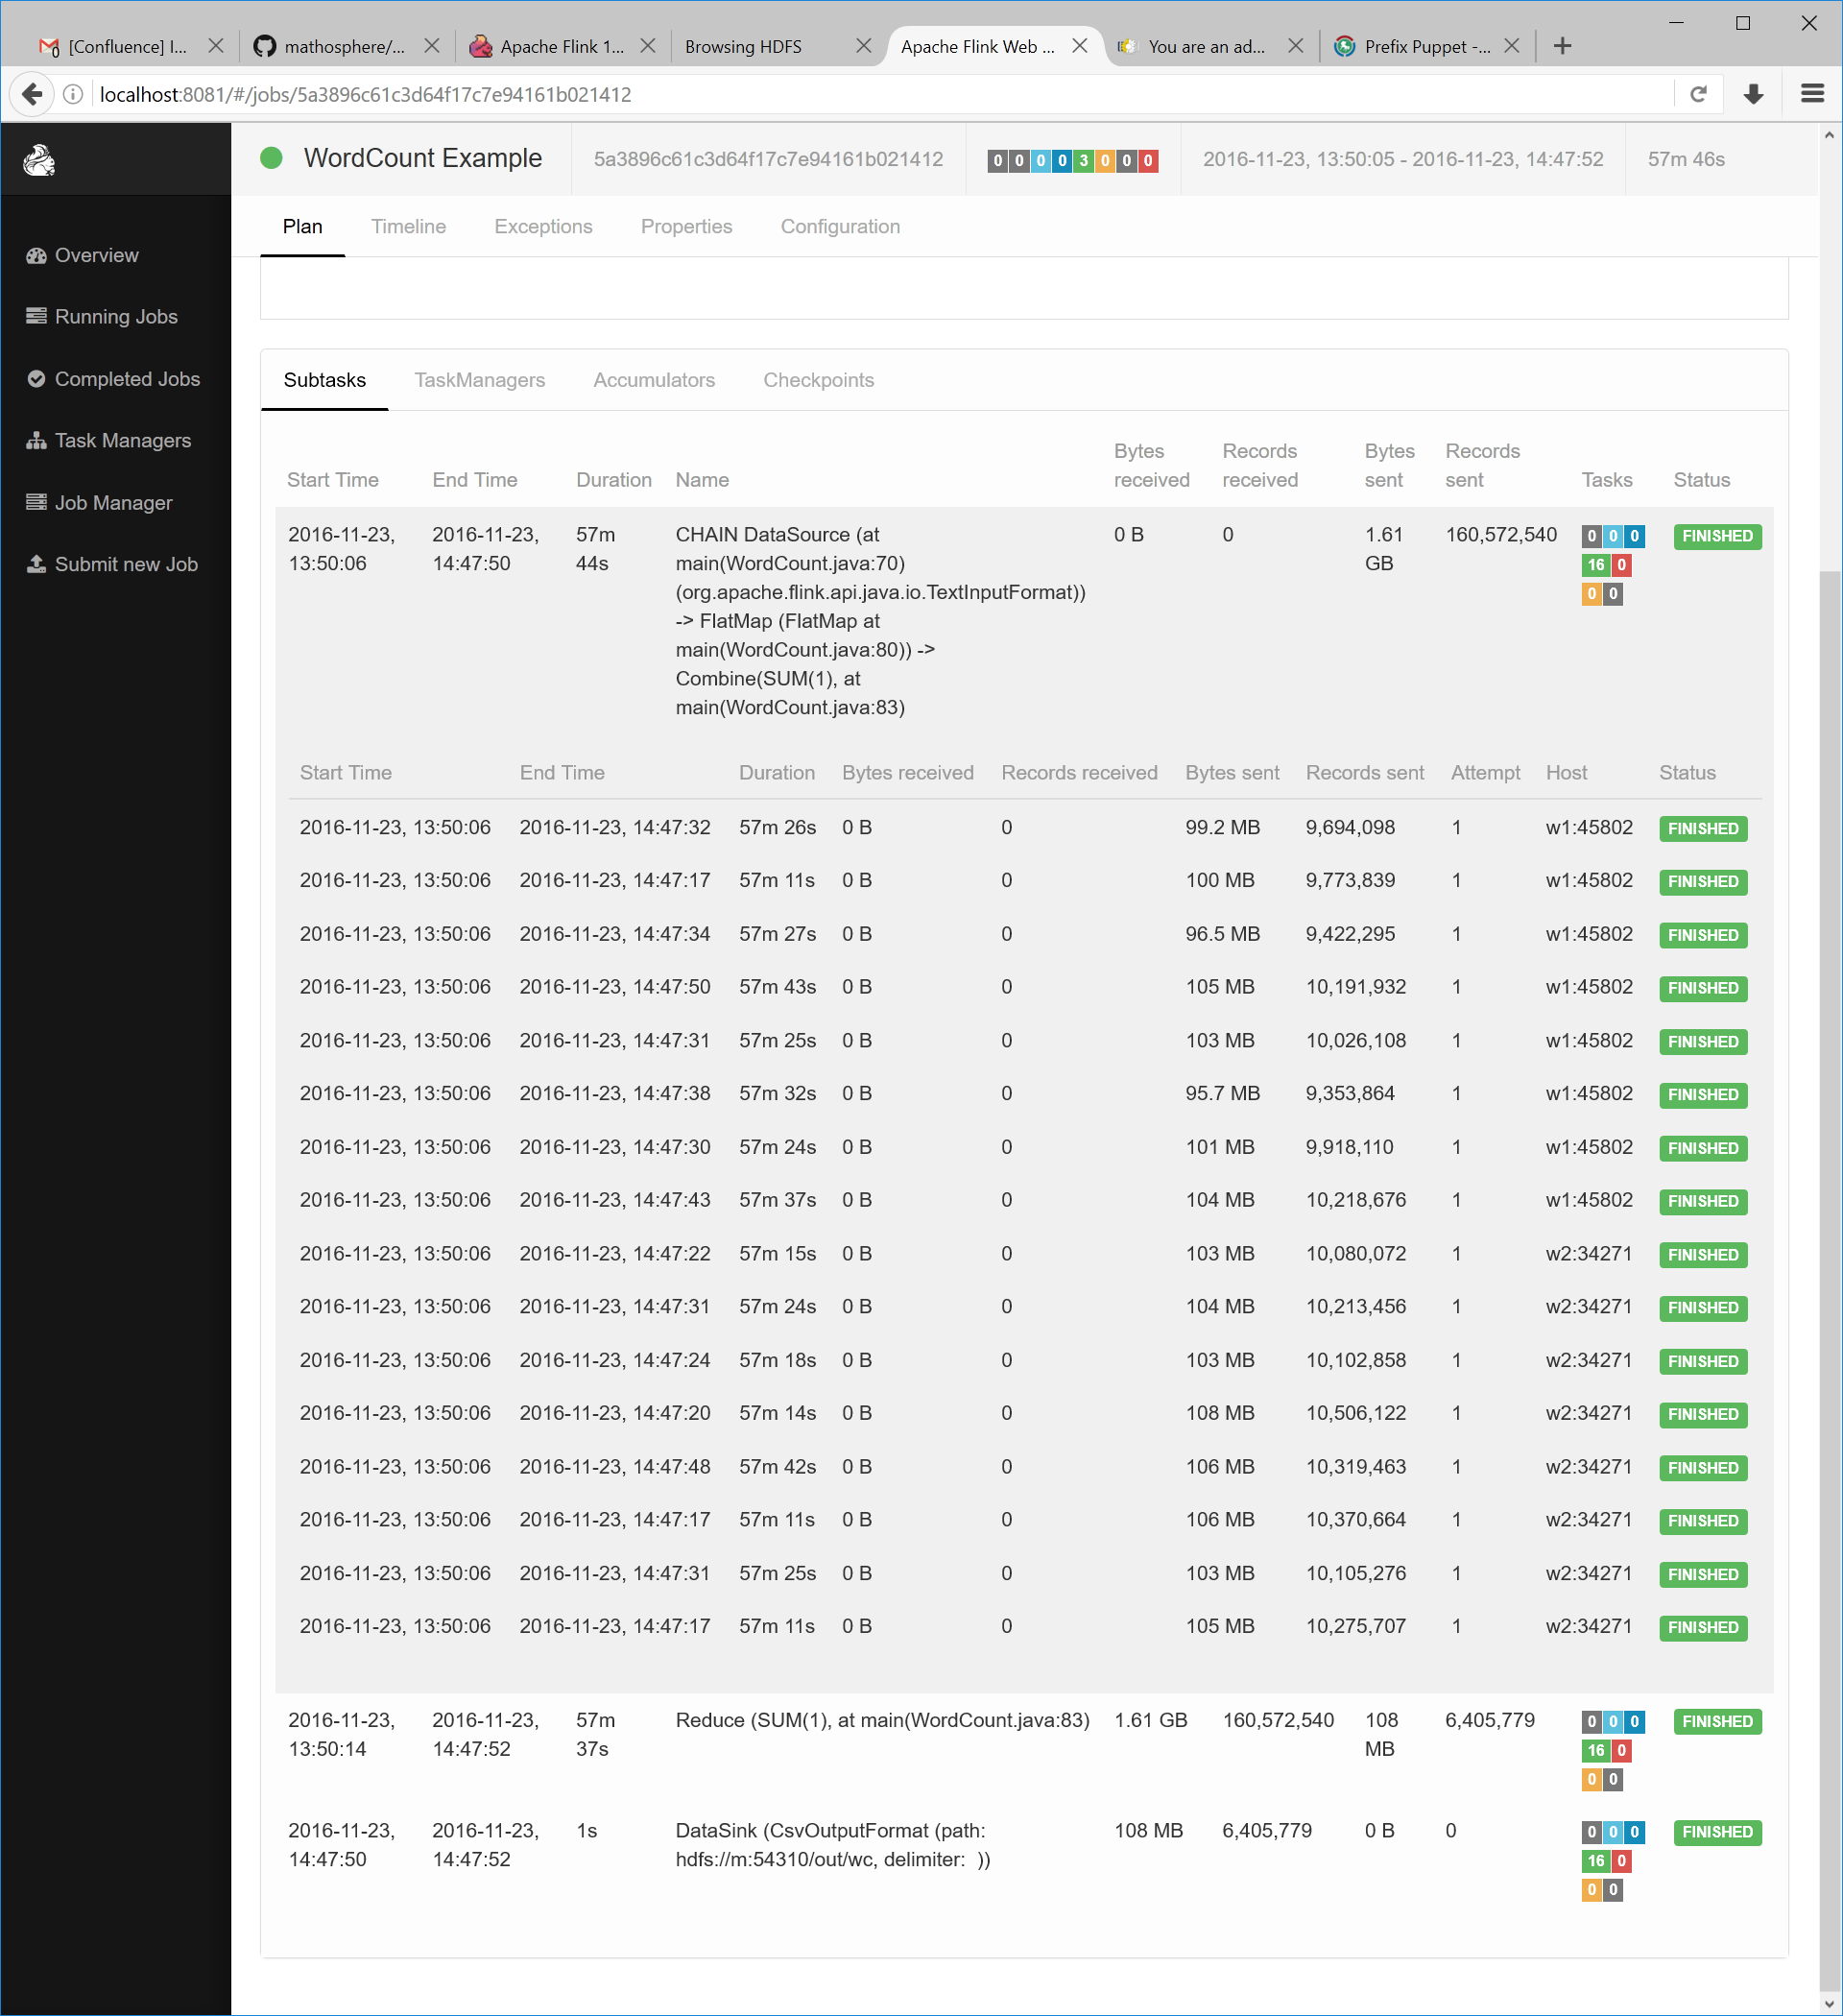 [Confluence] I... mathosphere/... Apache Flink 1... Browsing HDFS Apache Flink Web ... You are an ad... Prefix Puppet -...
localhost:8081/#/jobs/5a3896c61c3d64f17c7e94161b021412
WordCount Example 5a3896c61c3d64f17c7e94161b021412 0 0 0 0 3 0 0 0 2016-11-23, 13:50:05 - 2016-11-23, 14:47:52 57m 46s
Plan Timeline Exceptions Properties Configuration
Overview
Running Jobs
Completed Jobs
Task Managers
Job Manager
Submit new Job
Subtasks TaskManagers Accumulators Checkpoints
Bytes Records Bytes Records
Start Time End Time Duration Name received received sent sent Tasks Status
2016-11-23, 2016-11-23, 57m CHAIN DataSource (at 0 B 0 1.61 160,572,540 0 0 0 FINISHED
13:50:06 14:47:50 44s main(WordCount.java:70) GB 16 0
(org.apache.flink.api.java.io.TextInputFormat)) 0 0
-> FlatMap (FlatMap at
main(WordCount.java:80)) ->
Combine(SUM(1), at
main(WordCount.java:83)
Start Time End Time Duration Bytes received Records received Bytes sent Records sent Attempt Host Status
2016-11-23, 13:50:06 2016-11-23, 14:47:32 57m 26s 0 B 0 99.2 MB 9,694,098 1 w1:45802 FINISHED
2016-11-23, 13:50:06 2016-11-23, 14:47:17 57m 11s 0 B 0 100 MB 9,773,839 1 w1:45802 FINISHED
2016-11-23, 13:50:06 2016-11-23, 14:47:34 57m 27s 0 B 0 96.5 MB 9,422,295 1 w1:45802 FINISHED
2016-11-23, 13:50:06 2016-11-23, 14:47:50 57m 43s 0 B 0 105 MB 10,191,932 1 w1:45802 FINISHED
2016-11-23, 13:50:06 2016-11-23, 14:47:31 57m 25s 0 B 0 103 MB 10,026,108 1 w1:45802 FINISHED
2016-11-23, 13:50:06 2016-11-23, 14:47:38 57m 32s 0 B 0 95.7 MB 9,353,864 1 w1:45802 FINISHED
2016-11-23, 13:50:06 2016-11-23, 14:47:30 57m 24s 0 B 0 101 MB 9,918,110 1 w1:45802 FINISHED
2016-11-23, 13:50:06 2016-11-23, 14:47:43 57m 37s 0 B 0 104 MB 10,218,676 1 w1:45802 FINISHED
2016-11-23, 13:50:06 2016-11-23, 14:47:22 57m 15s 0 B 0 103 MB 10,080,072 1 w2:34271 FINISHED
2016-11-23, 13:50:06 2016-11-23, 14:47:31 57m 24s 0 B 0 104 MB 10,213,456 1 w2:34271 FINISHED
2016-11-23, 13:50:06 2016-11-23, 14:47:24 57m 18s 0 B 0 103 MB 10,102,858 1 w2:34271 FINISHED
2016-11-23, 13:50:06 2016-11-23, 14:47:20 57m 14s 0 B 0 108 MB 10,506,122 1 w2:34271 FINISHED
2016-11-23, 13:50:06 2016-11-23, 14:47:48 57m 42s 0 B 0 106 MB 10,319,463 1 w2:34271 FINISHED
2016-11-23, 13:50:06 2016-11-23, 14:47:17 57m 11s 0 B 0 106 MB 10,370,664 1 w2:34271 FINISHED
2016-11-23, 13:50:06 2016-11-23, 14:47:31 57m 25s 0 B 0 103 MB 10,105,276 1 w2:34271 FINISHED
2016-11-23, 13:50:06 2016-11-23, 14:47:17 57m 11s 0 B 0 105 MB 10,275,707 1 w2:34271 FINISHED
2016-11-23, 2016-11-23, 57m Reduce (SUM(1), at main(WordCount.java:83) 1.61 GB 160,572,540 108 6,405,779 0 0 0 FINISHED
13:50:14 14:47:52 37s MB 16 0
0 0
2016-11-23, 2016-11-23, 1s DataSink (CsvOutputFormat (path: 108 MB 6,405,779 0 B 0 0 0 0 FINISHED
14:47:50 14:47:52 hdfs://m:54310/out/wc, delimiter: )) 16 0
0 0